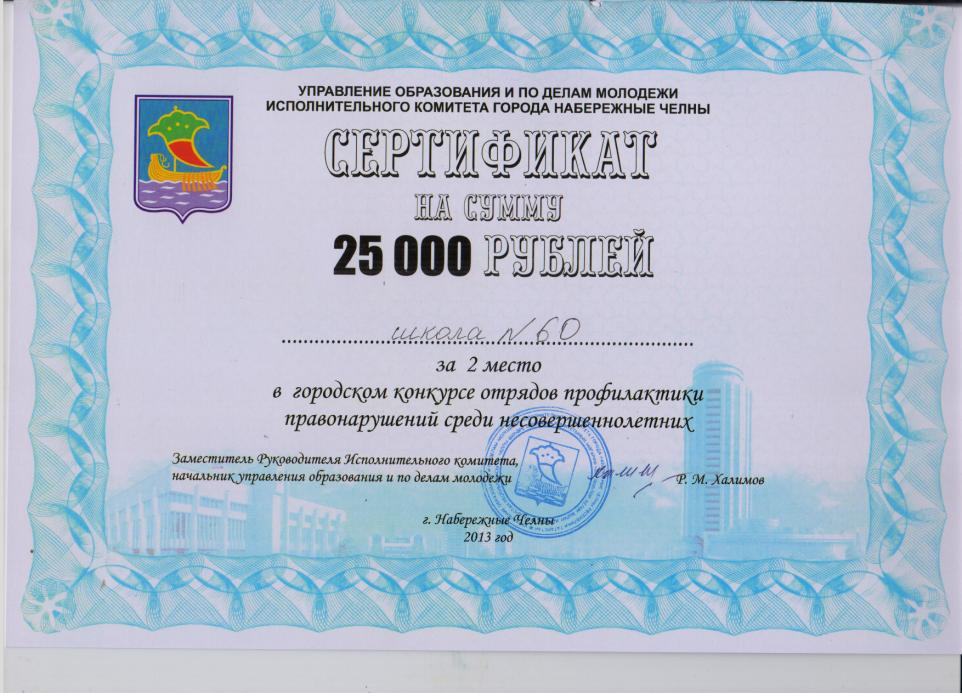 УПРАВЛЕНИЕ ОБРАЗОВАНИЯ И ПО ДЕЛАМ МОЛОДЕЖИ
ИСПОЛНИТЕЛЬНОГО КОМИТЕТА ГОРОДА НАБЕРЕЖНЫЕ ЧЕЛНЫ
СЕРТИФИКАТ
НА СУММУ
25 000 РУБЛЕЙ
школа №60
за 2 место
в городском конкурсе отрядов профилактики
правонарушений среди несовершеннолетних
Заместитель Руководителя Исполнительного комитета,
начальник управления образования и по делам молодежи
Р. М. Халимов
г. Набережные Челны
2013 год